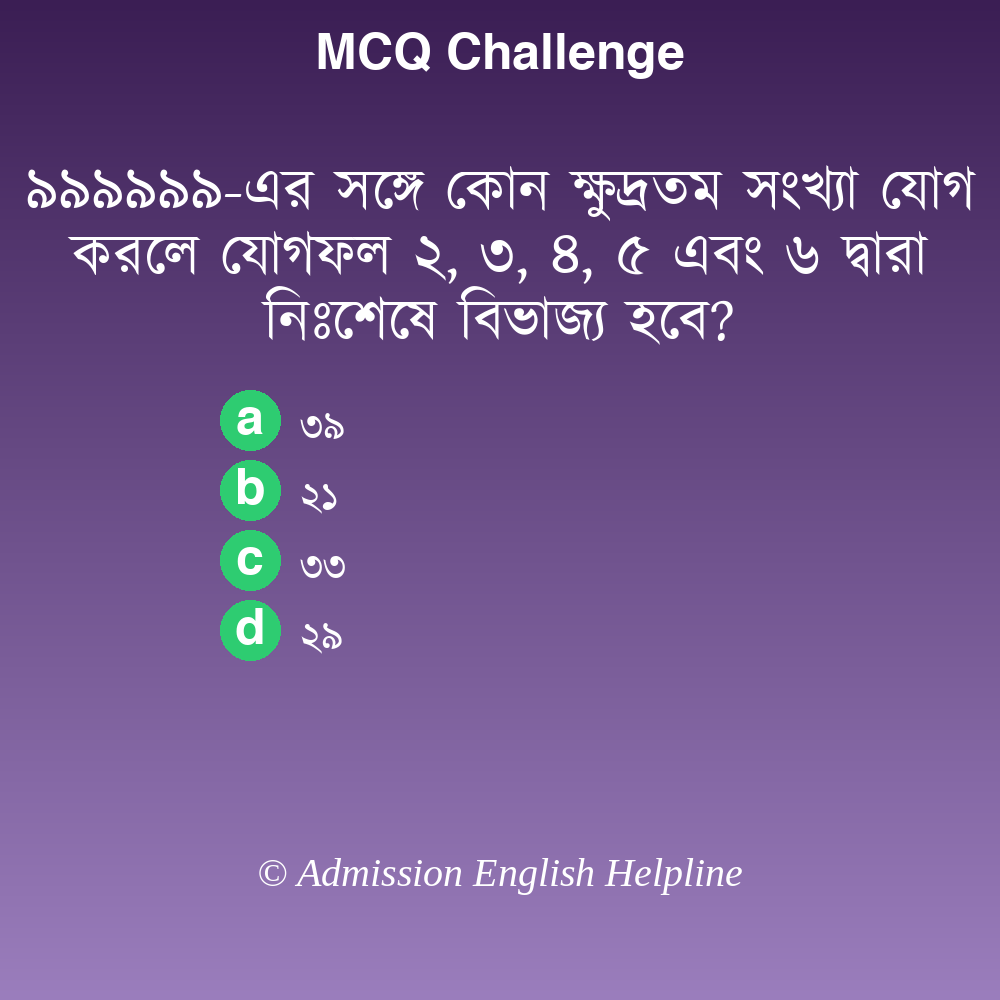 MCQ Challenge
৯৯৯৯৯৯-এর সঙ্গে কোন ক্ষুদ্রতম সংখ্যা যোগ
করলে যোগফল ২, ৩, ৪, ৫ এবং ৬ দ্বারা
নিঃশেষে বিভাজ্য হবে?
a ৩৯
b ২১
c ৩৩
d ২৯
© Admission English Helpline